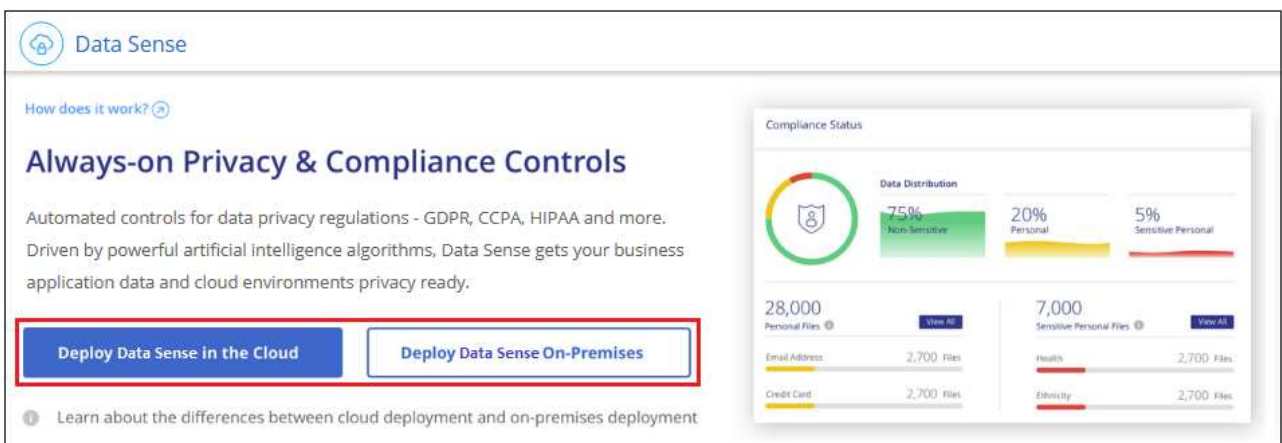 Data Sense
How does it work?
Always-on Privacy & Compliance Controls
Automated controls for data privacy regulations - GDPR, CCPA, HIPAA and more.
Driven by powerful artificial intelligence algorithms, Data Sense gets your business
application data and cloud environments privacy ready.
Deploy Data Sense in the Cloud
Deploy Data Sense On-Premises
Learn about the differences between cloud deployment and on-premises deployment
Compliance Status
Data Distribution
75%
Non-Sensitive
20%
Personal
5%
Sensitive Personal
28,000
Personal Files
View All
Email Address 2,700 Files
Credit Card 2,700 Files
7,000
Sensitive Personal Files
View All
Health 2,700 Files
Ethnicity 2,700 Files